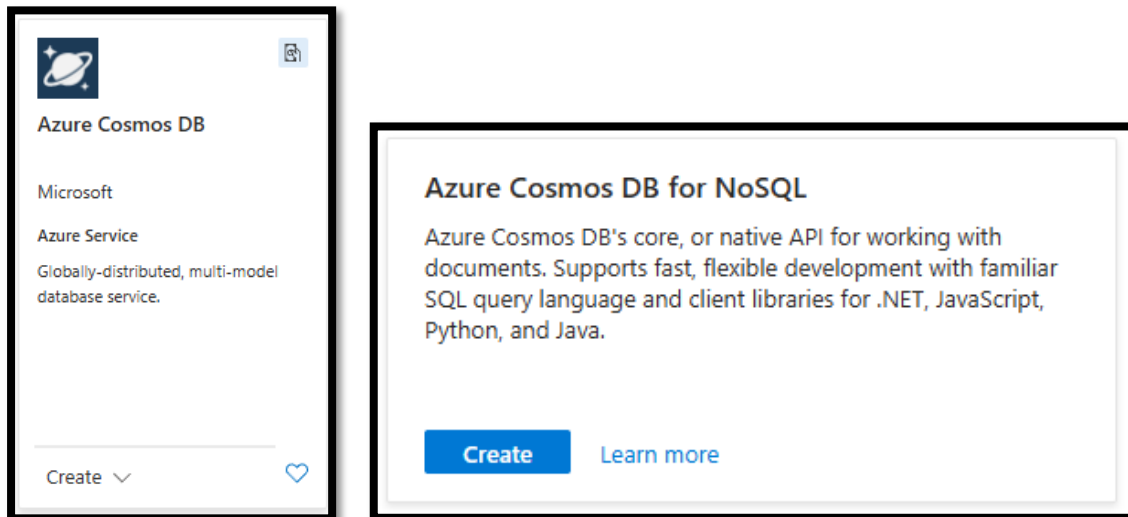 Azure Cosmos DB
Microsoft
Azure Service
Globally-distributed, multi-model
database service.
Create
Azure Cosmos DB for NoSQL
Azure Cosmos DB's core, or native API for working with
documents. Supports fast, flexible development with familiar
SQL query language and client libraries for .NET, JavaScript,
Python, and Java.
Create
Learn more